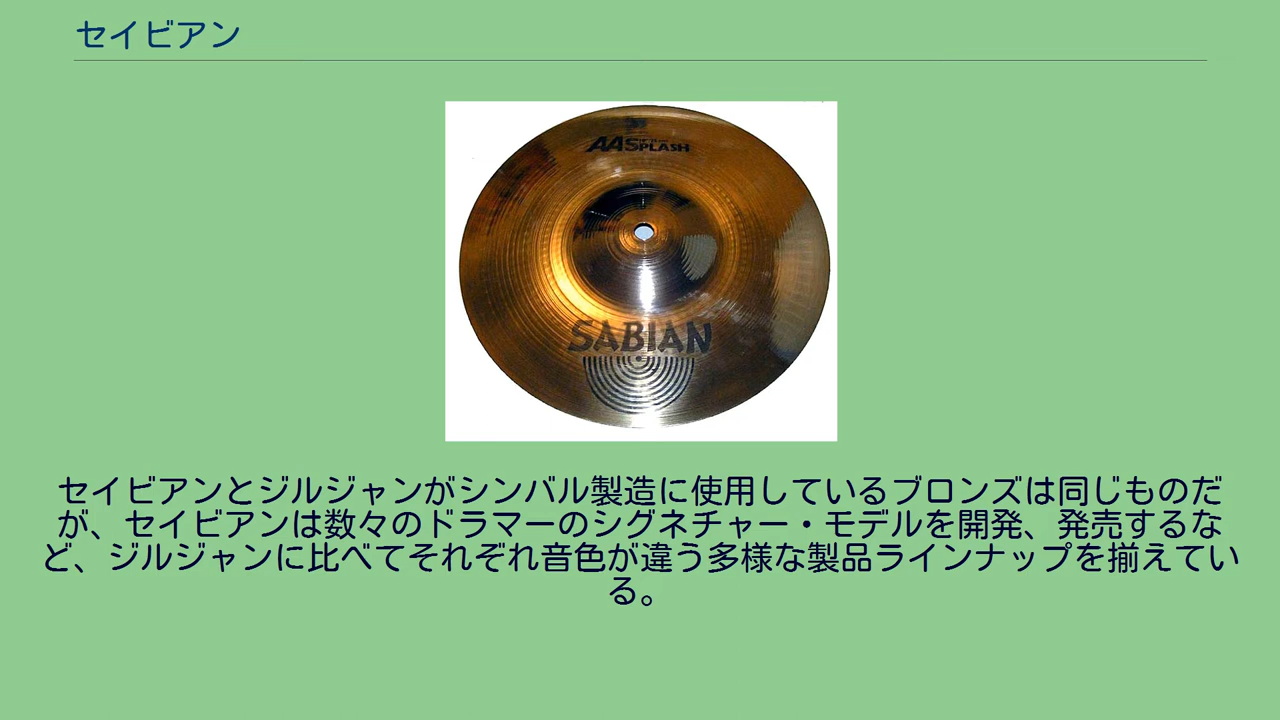 セイビアン
AA SPLASH
SABIAN
セイビアンとジルジャンがシンバル製造に使用しているブロンズは同じものだ
が、セイビアンは数々のドラマーのシグネチャー・モデルを開発、発売するな
ど、ジルジャンに比べてそれぞれ音色が違う多様な製品ラインナップを揃えてい
る。